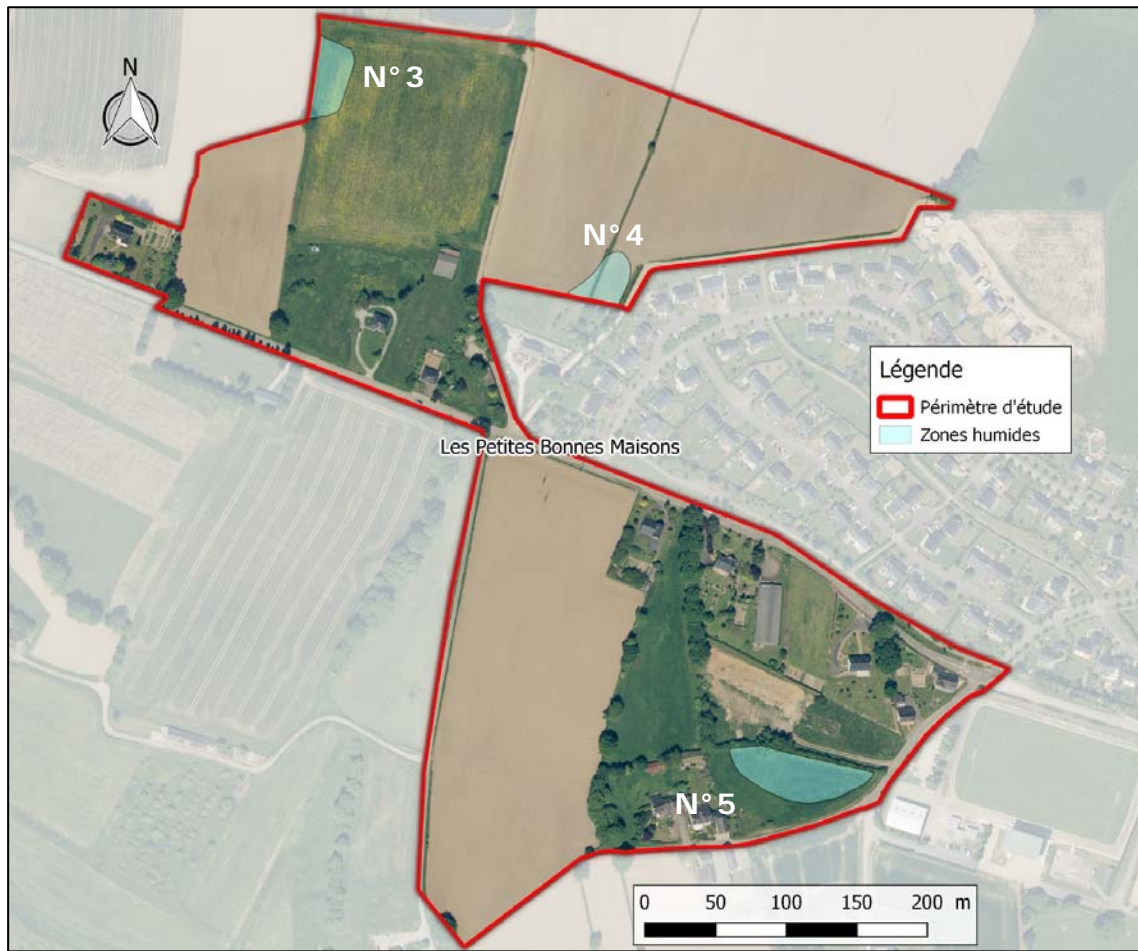 N
N°3
N°4
Légende
Périmètre d'étude
Zones humides
Les Petites Bonnes Maisons
N°5
0 50 100 150 200 m